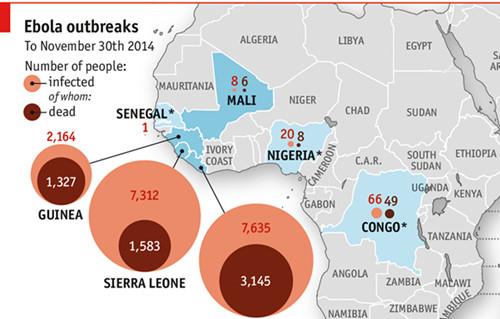 Ebola outbreaks
To November 30th 2014
Number of people:
infected
of whom:
dead
ALGERIA
LIBYA
EGYPT
MAURITANIA
8 6
MALI
NIGER
CHAD
SUDAN
SENEGAL*
1
IVORY
COAST
20 8
NIGERIA*
CAMEROON
C.A.R.
SOUTH
SUDAN
ETHIOPIA
UGANDA
KENYA
GABON
66 49
CONGO*
TANZANIA
ANGOLA
ZAMBIA
MALAWI
ZIMBABWE
NAMIBIA
2,164
1,327
GUINEA
7,312
1,583
SIERRA LEONE
7,635
3,145